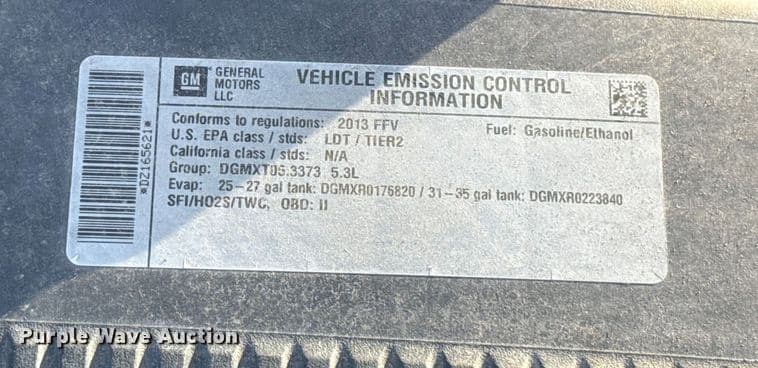 *DZ165621*
GM
GENERAL
MOTORS
LLC
VEHICLE EMISSION CONTROL
INFORMATION
Conforms to regulations: 2013 FFV
Fuel: Gasoline/Ethanol
U.S. EPA class / stds: LDT / TIER2
California class / stds: N/A
Group: DGMXT05.3373 5.3L
Evap: 25-27 gal tank: DGMXR0176820 / 31-35 gal tank: DGMXR0223840
SFI/HO2S/TWC, OBD: II
Purple Wave Auction